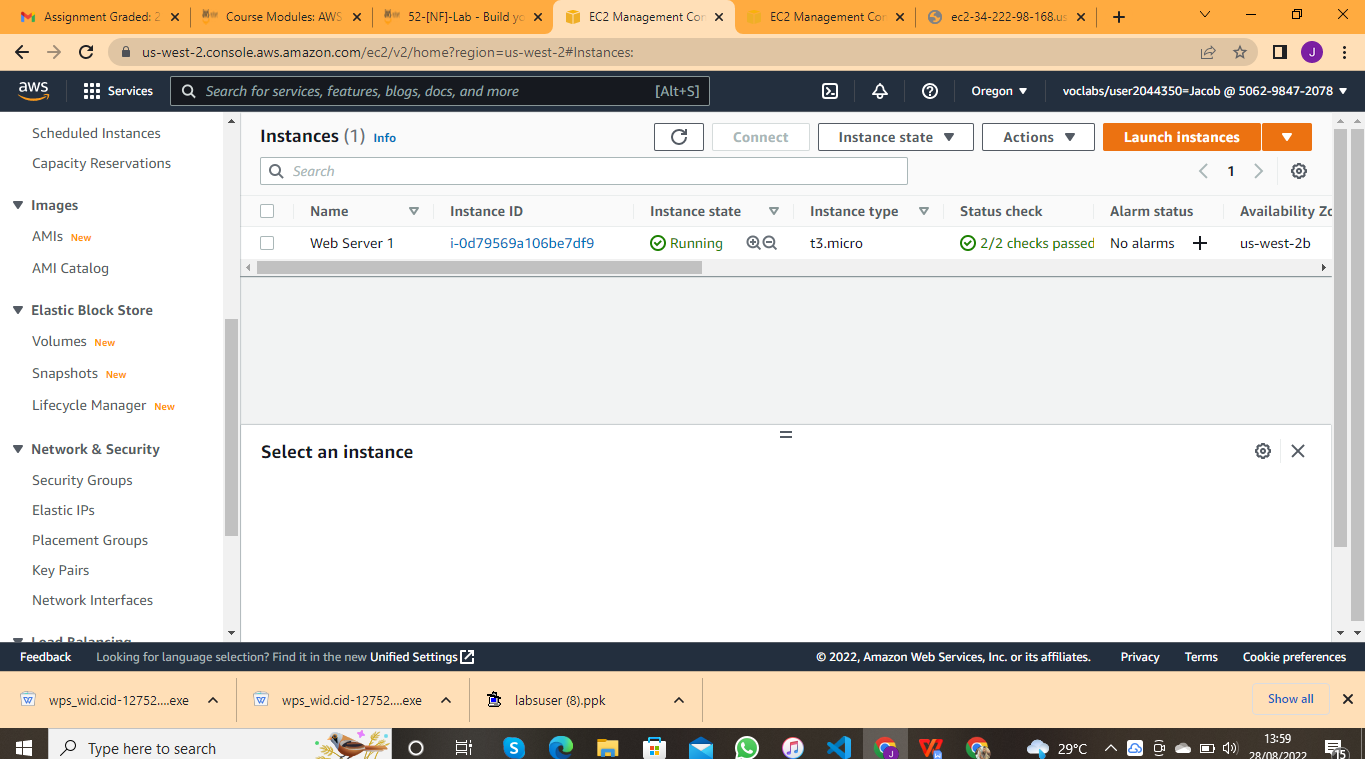 Assignment Graded: 2
Course Modules: AWS
52-[NF]-Lab - Build yo
EC2 Management Con
EC2 Management Con
ec2-34-222-98-168.us
us-west-2.console.aws.amazon.com/ec2/v2/home?region=us-west-2#Instances:
J
aws
Services
Search for services, features, blogs, docs, and more
[Alt+S]
Oregon
voclabs/user2044350=Jacob @ 5062-9847-2078
Scheduled Instances
Capacity Reservations
Images
AMIs New
AMI Catalog
Elastic Block Store
Volumes New
Snapshots New
Lifecycle Manager New
Network & Security
Security Groups
Elastic IPs
Placement Groups
Key Pairs
Network Interfaces
Load Balancing
Instances (1) Info
Connect
Instance state
Actions
Launch instances
Search
1
Name Instance ID Instance state Instance type Status check Alarm status Availability Zo
Web Server 1 i-0d79569a106be7df9 Running t3.micro 2/2 checks passed No alarms + us-west-2b
Select an instance
Feedback Looking for language selection? Find it in the new Unified Settings
© 2022, Amazon Web Services, Inc. or its affiliates. Privacy Terms Cookie preferences
wps_wid.cid-12752....exe
wps_wid.cid-12752....exe
labsuser (8).ppk
Show all
Type here to search
29°C
13:59
28/08/2022
15